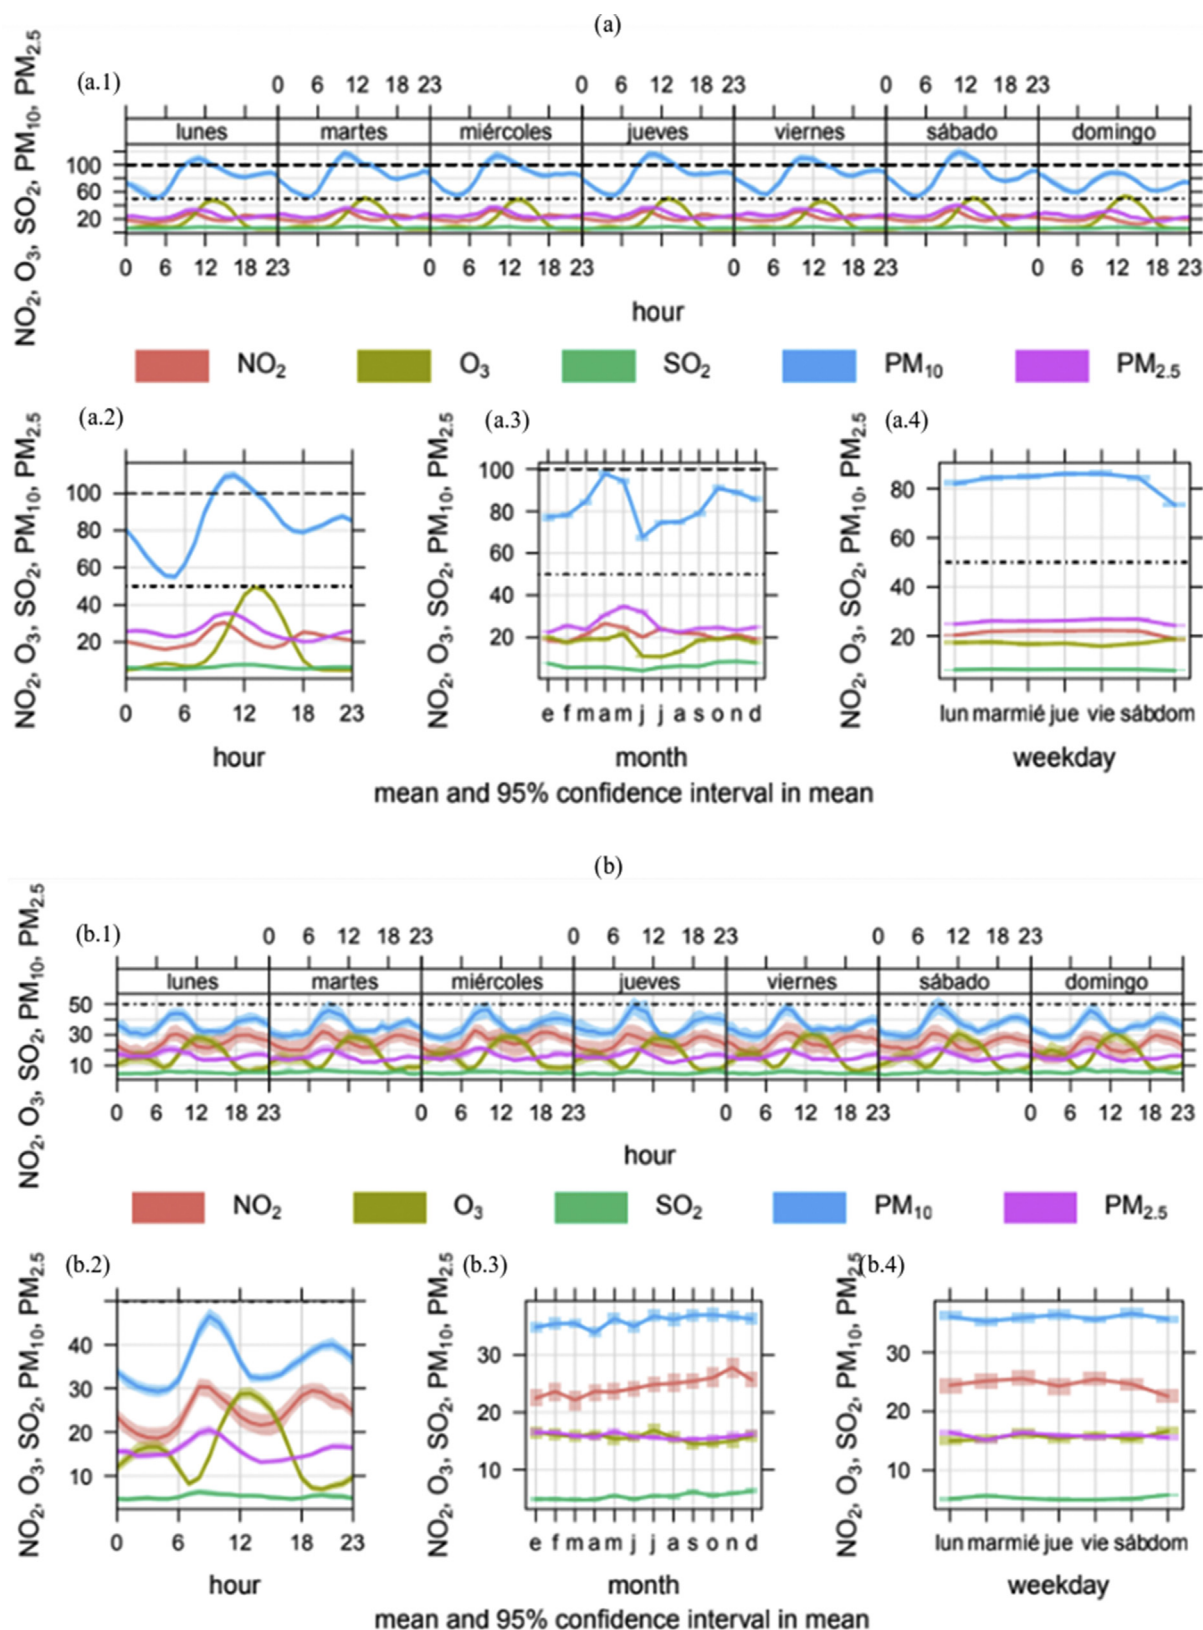 (a)
(a.1)
0 6 12 18 23 0 6 12 18 23 0 6 12 18 23
lunes martes miércoles jueves viernes sábado domingo
NO2, O3, SO2, PM10, PM2.5
100
60
20
0 6 12 18 23 0 6 12 18 23 0 6 12 18 23 0 6 12 18 23
hour
NO2 O3 SO2 PM10 PM2.5
(a.2)
NO2, O3, SO2, PM10, PM2.5
100
80
60
40
20
0 6 12 23
hour
(a.3)
NO2, O3, SO2, PM10, PM2.5
100
80
60
40
20
e f m a m j j a s o n d
month
(a.4)
NO2, O3, SO2, PM10, PM2.5
80
60
40
20
lun mar mié jue vie sáb dom
weekday
mean and 95% confidence interval in mean
(b)
(b.1)
0 6 12 18 23 0 6 12 18 23 0 6 12 18 23
lunes martes miércoles jueves viernes sábado domingo
NO2, O3, SO2, PM10, PM2.5
50
30
10
0 6 12 18 23 0 6 12 18 23 0 6 12 18 23 0 6 12 18 23
hour
NO2 O3 SO2 PM10 PM2.5
(b.2)
NO2, O3, SO2, PM10, PM2.5
40
30
20
10
0 6 12 18 23
hour
(b.3)
NO2, O3, SO2, PM10, PM2.5
30
20
10
e f m a m j j a s o n d
month
(b.4)
NO2, O3, SO2, PM10, PM2.5
30
20
10
lun mar mié jue vie sáb dom
weekday
mean and 95% confidence interval in mean